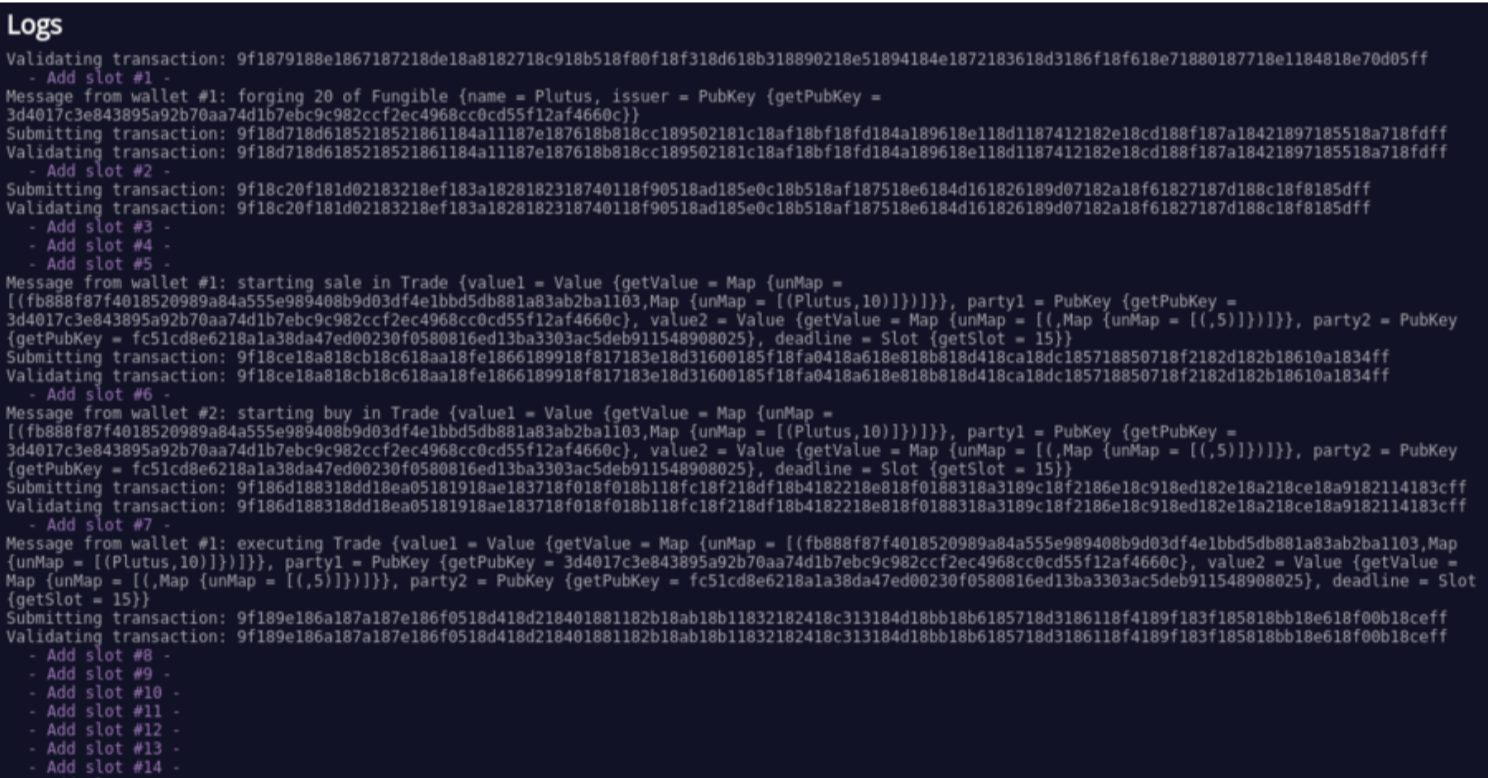 Logs
Validating transaction: 9f1879188e1867187218de18a8182718c918b518f80f18f318d618b318890218e51894184e1872183618d3186f18f618e71880187718e1184818e70d05ff
- Add slot #1 -
Message from wallet #1: forging 20 of Fungible {name = Plutus, issuer = PubKey {getPubKey =
3d4017c3e843895a92b70aa74d1b7ebc9c982ccf2ec4968cc0cd55f12af4660c}}
Submitting transaction: 9f18d718d6185218521861184a11187e187618b818cc189502181c18af18bf18fd184a189618e118d1187412182e18cd188f187a18421897185518a718fdff
Validating transaction: 9f18d718d6185218521861184a11187e187618b818cc189502181c18af18bf18fd184a189618e118d1187412182e18cd188f187a18421897185518a718fdff
- Add slot #2 -
Submitting transaction: 9f18c20f181d02183218ef183a1828182318740118f90518ad185e0c18b518af187518e6184d161826189d07182a18f61827187d188c18f8185dff
Validating transaction: 9f18c20f181d02183218ef183a1828182318740118f90518ad185e0c18b518af187518e6184d161826189d07182a18f61827187d188c18f8185dff
- Add slot #3 -
- Add slot #4 -
- Add slot #5 -
Message from wallet #1: starting sale in Trade {value1 = Value {getValue = Map {unMap =
[(fb888f87f4018520989a84a555e989408b9d03df4e1bbd5db881a83ab2ba1103,Map {unMap = [(Plutus,10)]})]}}, party1 = PubKey {getPubKey =
3d4017c3e843895a92b70aa74d1b7ebc9c982ccf2ec4968cc0cd55f12af4660c}, value2 = Value {getValue = Map {unMap = [(,Map {unMap = [(,5)]})]}}, party2 = PubKey
{getPubKey = fc51cd8e6218a1a38da47ed00230f0580816ed13ba3303ac5deb911548908025}, deadline = Slot {getSlot = 15}}
Submitting transaction: 9f18ce18a818cb18c618aa18fe1866189918f817183e18d31600185f18fa0418a618e818b818d418ca18dc185718850718f2182d182b18610a1834ff
Validating transaction: 9f18ce18a818cb18c618aa18fe1866189918f817183e18d31600185f18fa0418a618e818b818d418ca18dc185718850718f2182d182b18610a1834ff
- Add slot #6 -
Message from wallet #2: starting buy in Trade {value1 = Value {getValue = Map {unMap =
[(fb888f87f4018520989a84a555e989408b9d03df4e1bbd5db881a83ab2ba1103,Map {unMap = [(Plutus,10)]})]}}, party1 = PubKey {getPubKey =
3d4017c3e843895a92b70aa74d1b7ebc9c982ccf2ec4968cc0cd55f12af4660c}, value2 = Value {getValue = Map {unMap = [(,Map {unMap = [(,5)]})]}}, party2 = PubKey
{getPubKey = fc51cd8e6218a1a38da47ed00230f0580816ed13ba3303ac5deb911548908025}, deadline = Slot {getSlot = 15}}
Submitting transaction: 9f186d188318dd18ea05181918ae183718f018f018b118fc18f218df18b4182218e818f0188318a3189c18f2186e18c918ed182e18a218ce18a9182114183cff
Validating transaction: 9f186d188318dd18ea05181918ae183718f018f018b118fc18f218df18b4182218e818f0188318a3189c18f2186e18c918ed182e18a218ce18a9182114183cff
- Add slot #7 -
Message from wallet #1: executing Trade {value1 = Value {getValue = Map {unMap = [(fb888f87f4018520989a84a555e989408b9d03df4e1bbd5db881a83ab2ba1103,Map
{unMap = [(Plutus,10)]})]}}, party1 = PubKey {getPubKey = 3d4017c3e843895a92b70aa74d1b7ebc9c982ccf2ec4968cc0cd55f12af4660c}, value2 = Value {getValue =
Map {unMap = [(,Map {unMap = [(,5)]})]}}, party2 = PubKey {getPubKey = fc51cd8e6218a1a38da47ed00230f0580816ed13ba3303ac5deb911548908025}, deadline = Slot
{getSlot = 15}}
Submitting transaction: 9f189e186a187a187e186f0518d418d218401881182b18ab18b11832182418c313184d18bb18b6185718d3186118f4189f183f185818bb18e618f00b18ceff
Validating transaction: 9f189e186a187a187e186f0518d418d218401881182b18ab18b11832182418c313184d18bb18b6185718d3186118f4189f183f185818bb18e618f00b18ceff
- Add slot #8 -
- Add slot #9 -
- Add slot #10 -
- Add slot #11 -
- Add slot #12 -
- Add slot #13 -
- Add slot #14 -